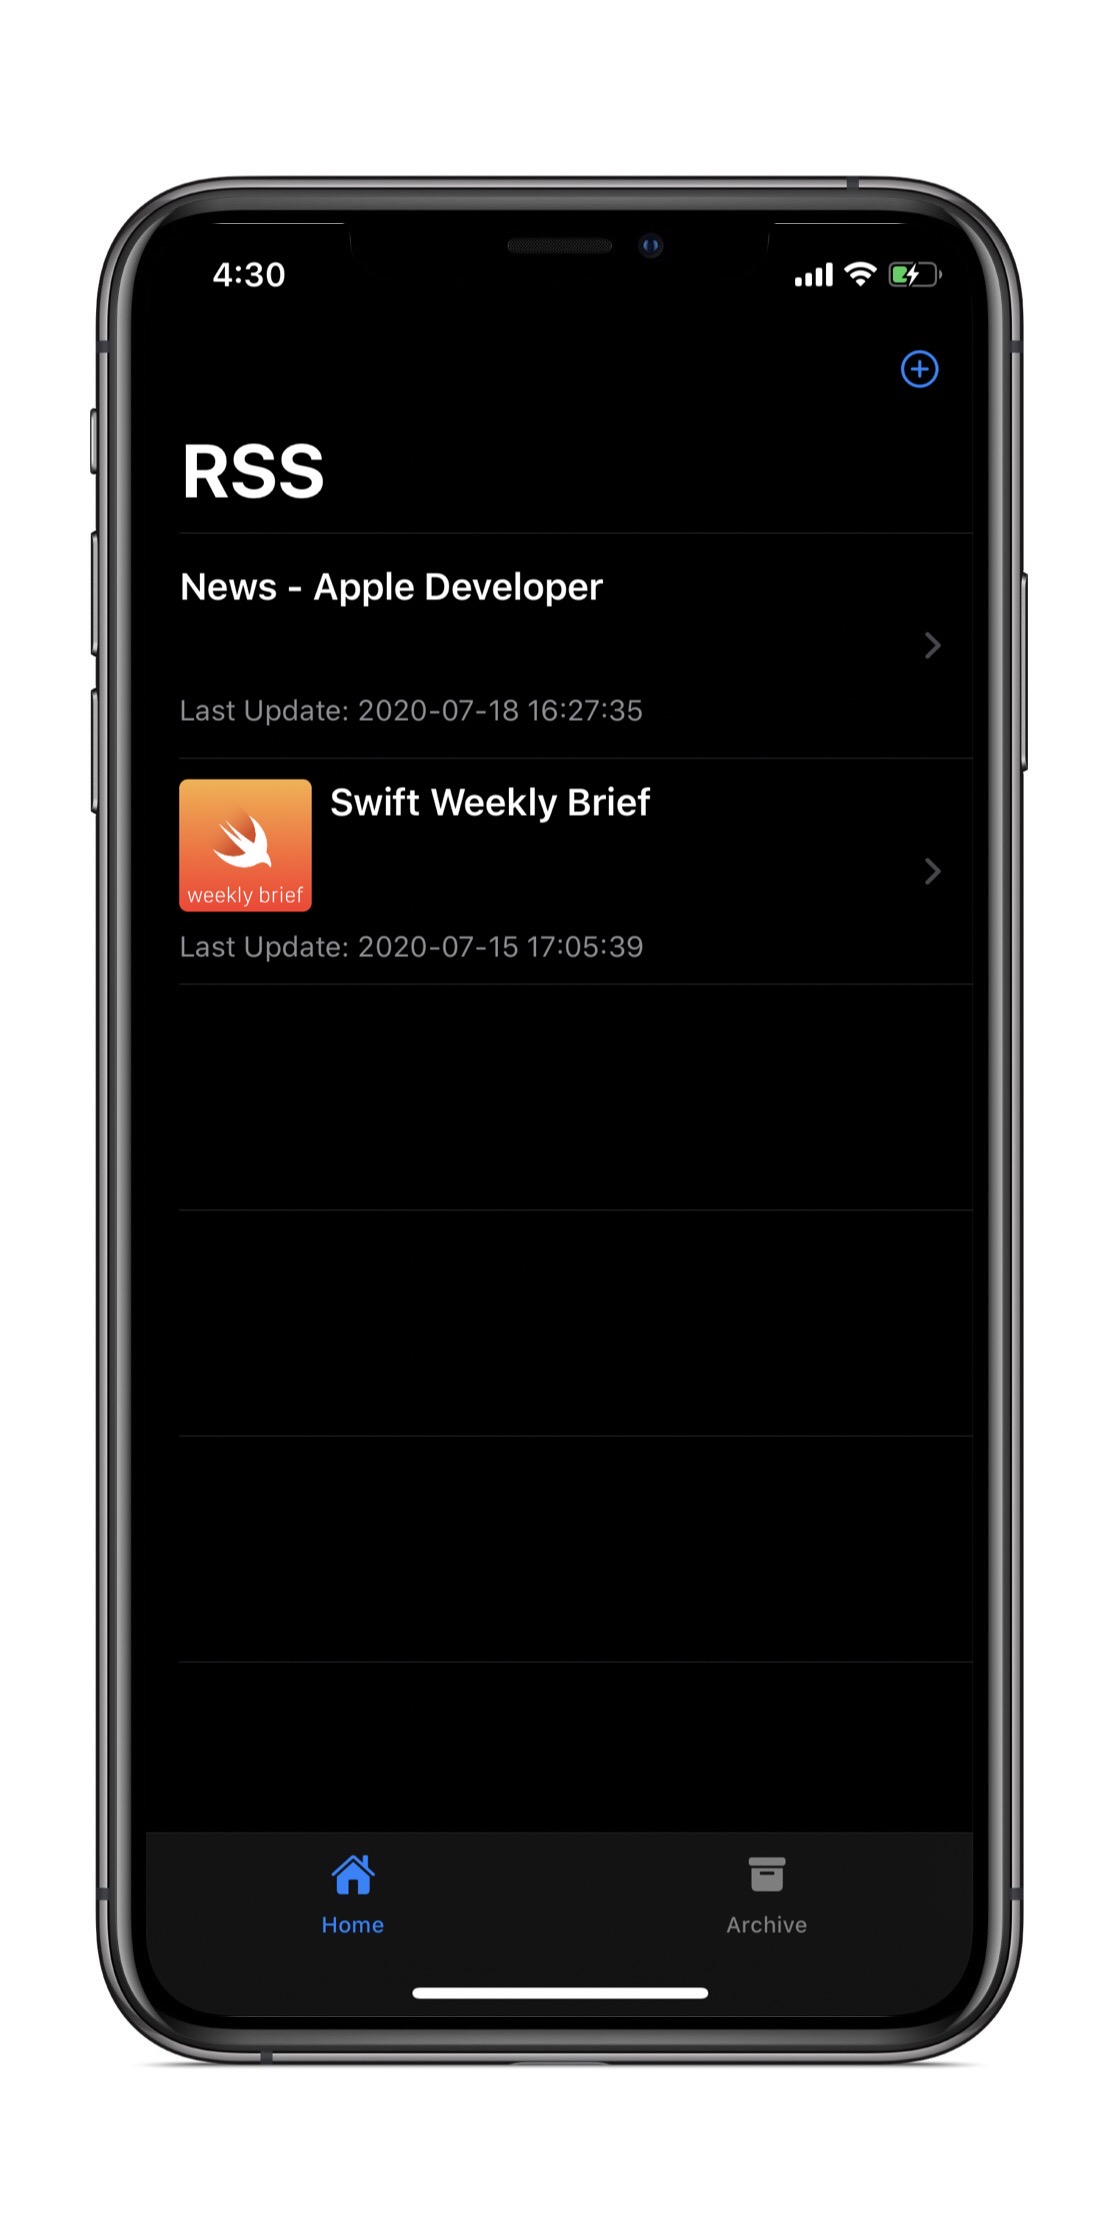 4:30
RSS
News - Apple Developer
Last Update: 2020-07-18 16:27:35
Swift Weekly Brief
weekly brief
Last Update: 2020-07-15 17:05:39
Home
Archive